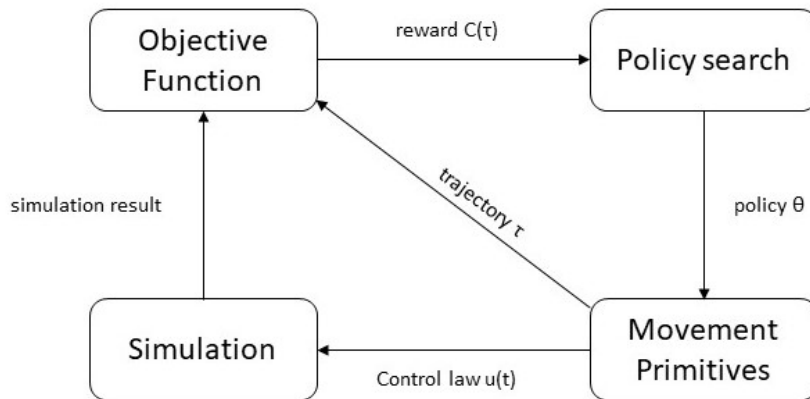 Objective
Function
reward C(τ)
Policy search
trajectory τ
simulation result
policy θ
Simulation
Control law u(t)
Movement
Primitives